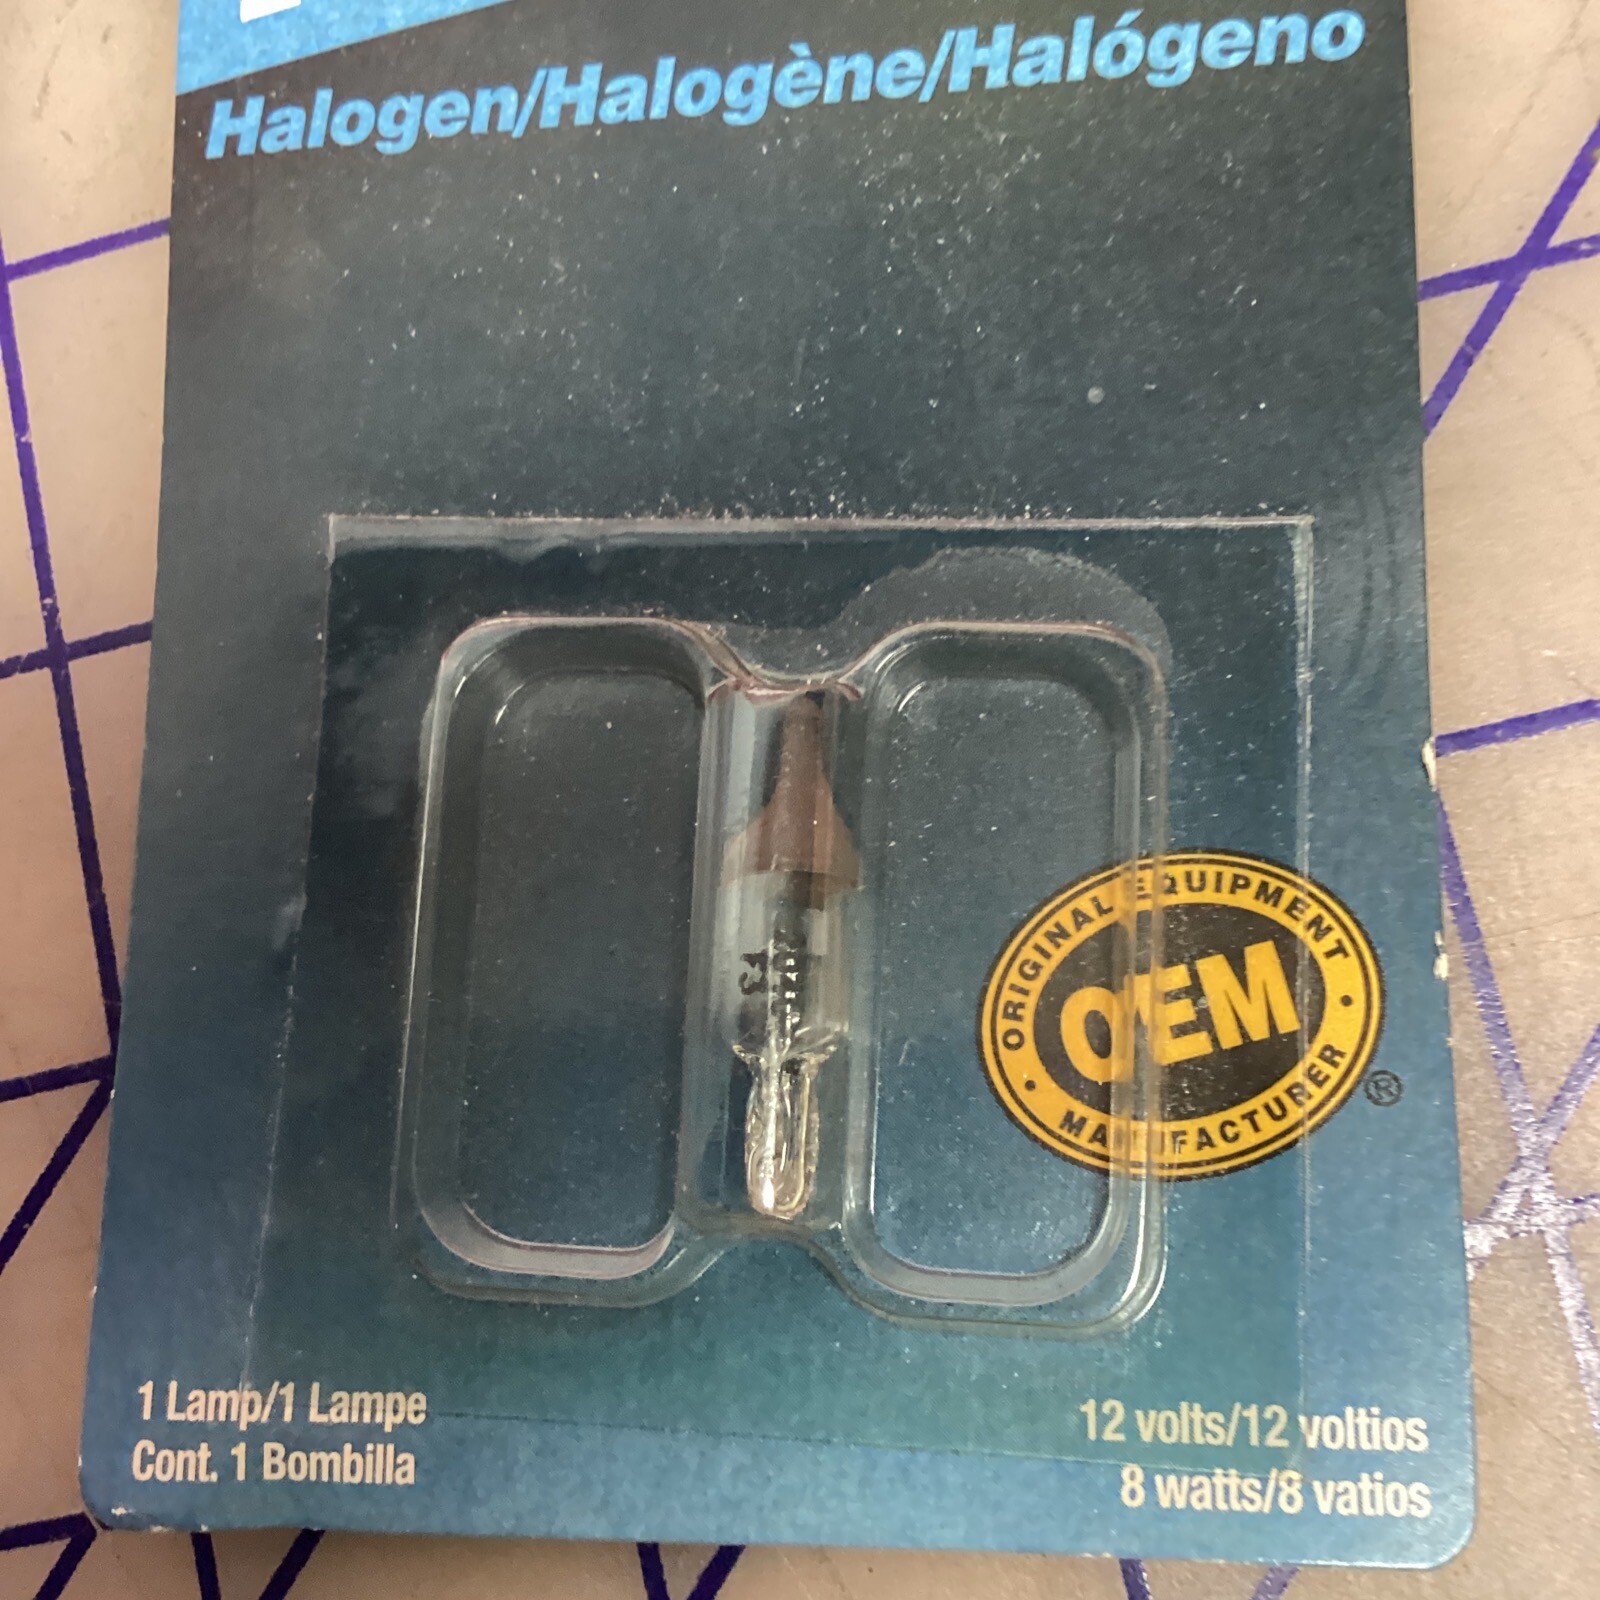 Halogen/Halogène/Halógeno
ORIGINAL EQUIPMENT
OEM
MANUFACTURER
®
1 Lamp/1 Lampe
Cont. 1 Bombilla
12 volts/12 voltios
8 watts/8 vatios